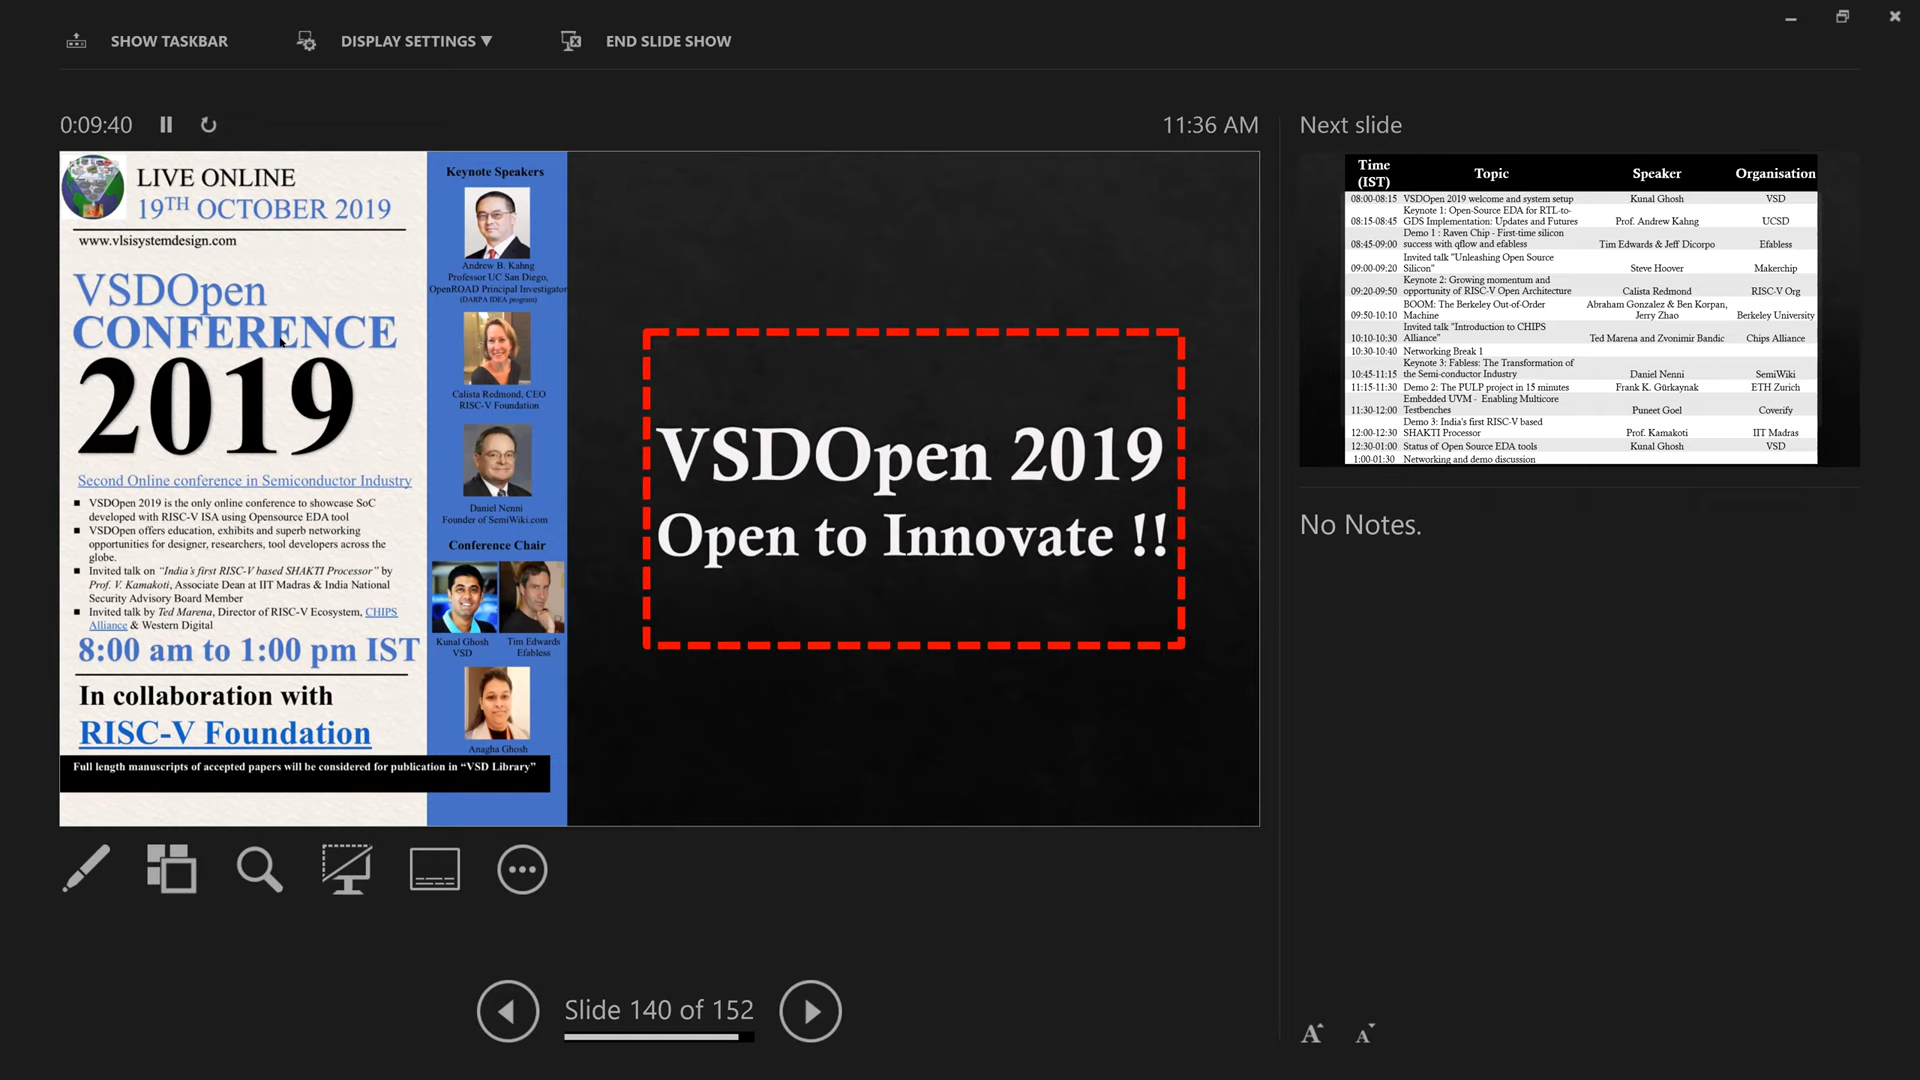 SHOW TASKBAR
DISPLAY SETTINGS ▼
END SLIDE SHOW
0:09:40
11:36 AM
LIVE ONLINE
19TH OCTOBER 2019
www.vlsisystemdesign.com
VSDOpen
CONFERENCE
2019
Second Online conference in Semiconductor Industry
■ VSDOpen 2019 is the only online conference to showcase SoC
developed with RISC-V ISA using Opensource EDA tool
■ VSDOpen offers education, exhibits and superb networking
opportunities for designer, researchers, tool developers across the
globe.
■ Invited talk on “India's first RISC-V based SHAKTI Processor” by
Prof. V. Kamakoti, Associate Dean at IIT Madras & India National
Security Advisory Board Member
■ Invited talk by Ted Marena, Director of RISC-V Ecosystem, CHIPS
Alliance & Western Digital
8:00 am to 1:00 pm IST
In collaboration with
RISC-V Foundation
Full length manuscripts of accepted papers will be considered for publication in “VSD Library”
Keynote Speakers
Andrew B. Kahng
Professor UC San Diego,
OpenROAD Principal Investigator
(DARPA IDEA program)
Calista Redmond, CEO
RISC-V Foundation
Daniel Nenni
Founder of SemiWiki.com
Conference Chair
Kunal Ghosh Tim Edwards
VSD Efabless
Anagha Ghosh
VSDOpen 2019
Open to Innovate !!
Next slide
Time (IST) Topic Speaker Organisation
08:00-08:15 VSDOpen 2019 welcome and system setup Kunal Ghosh VSD
Keynote 1: Open-Source EDA for RTL-to-
08:15-08:45 GDS Implementation: Updates and Futures Prof. Andrew Kahng UCSD
Demo 1 : Raven Chip - First-time silicon
08:45-09:00 success with qflow and efabless Tim Edwards & Jeff Dicorpo Efabless
Invited talk "Unleashing Open Source
09:00-09:20 Silicon" Steve Hoover Makerchip
Keynote 2: Growing momentum and
09:20-09:50 opportunity of RISC-V Open Architecture Calista Redmond RISC-V Org
BOOM: The Berkeley Out-of-Order Abraham Gonzalez & Ben Korpan,
09:50-10:10 Machine Jerry Zhao Berkeley University
Invited talk "Introduction to CHIPS
10:10-10:30 Alliance" Ted Marena and Zvonimir Bandic Chips Alliance
10:30-10:40 Networking Break 1
Keynote 3: Fabless: The Transformation of
10:45-11:15 the Semi-conductor Industry Daniel Nenni SemiWiki
11:15-11:30 Demo 2: The PULP project in 15 minutes Frank K. Gürkaynak ETH Zurich
Embedded UVM - Enabling Multicore
11:30-12:00 Testbenches Puneet Goel Coverify
Demo 3: India's first RISC-V based
12:00-12:30 SHAKTI Processor Prof. Kamakoti IIT Madras
12:30-01:00 Status of Open Source EDA tools Kunal Ghosh VSD
1:00-01:30 Networking and demo discussion
No Notes.
Slide 140 of 152
A A